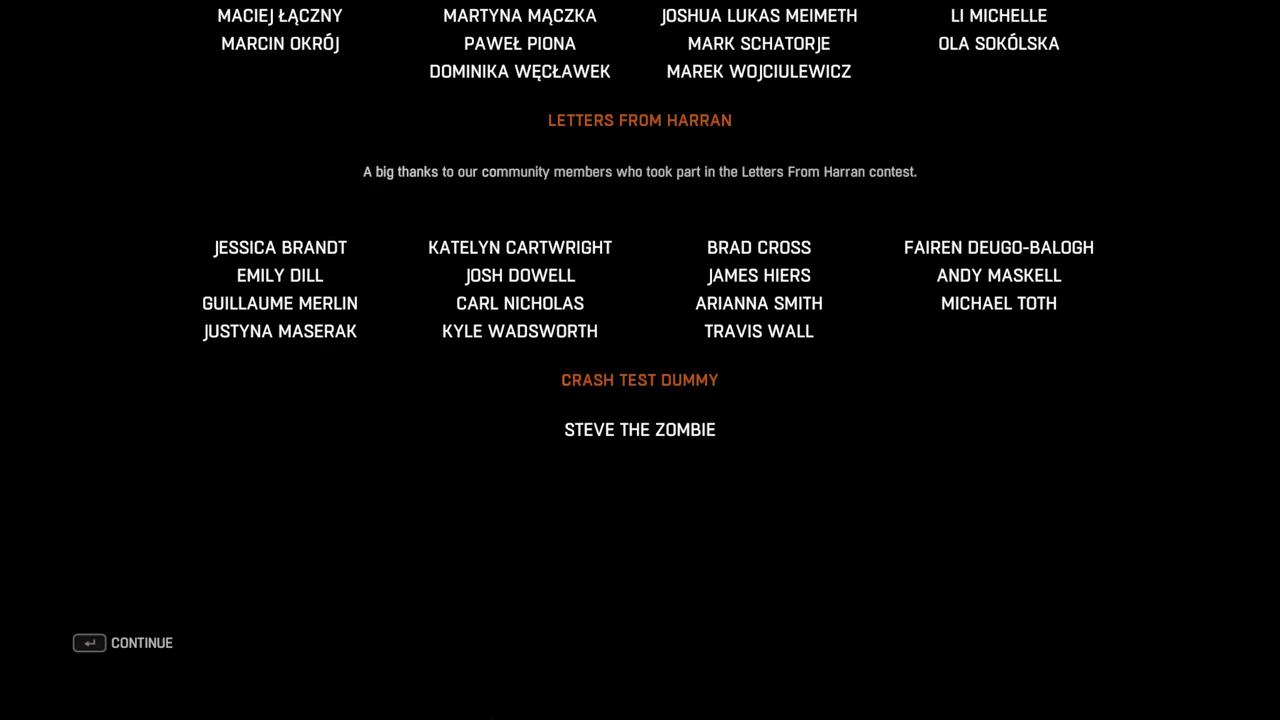 MACIEJ ŁĄCZNY MARTYNA MĄCZKA JOSHUA LUKAS MEIMETH LI MICHELLE
MARCIN OKRÓJ PAWEŁ PIONA MARK SCHATORJE OLA SOKÓLSKA
DOMINIKA WĘCŁAWEK MAREK WOJCIULEWICZ
LETTERS FROM HARRAN
A big thanks to our community members who took part in the Letters From Harran contest.
JESSICA BRANDT KATELYN CARTWRIGHT BRAD CROSS FAIREN DEUGO-BALOGH
EMILY DILL JOSH DOWELL JAMES HIERS ANDY MASKELL
GUILLAUME MERLIN CARL NICHOLAS ARIANNA SMITH MICHAEL TOTH
JUSTYNA MASERAK KYLE WADSWORTH TRAVIS WALL
CRASH TEST DUMMY
STEVE THE ZOMBIE
CONTINUE